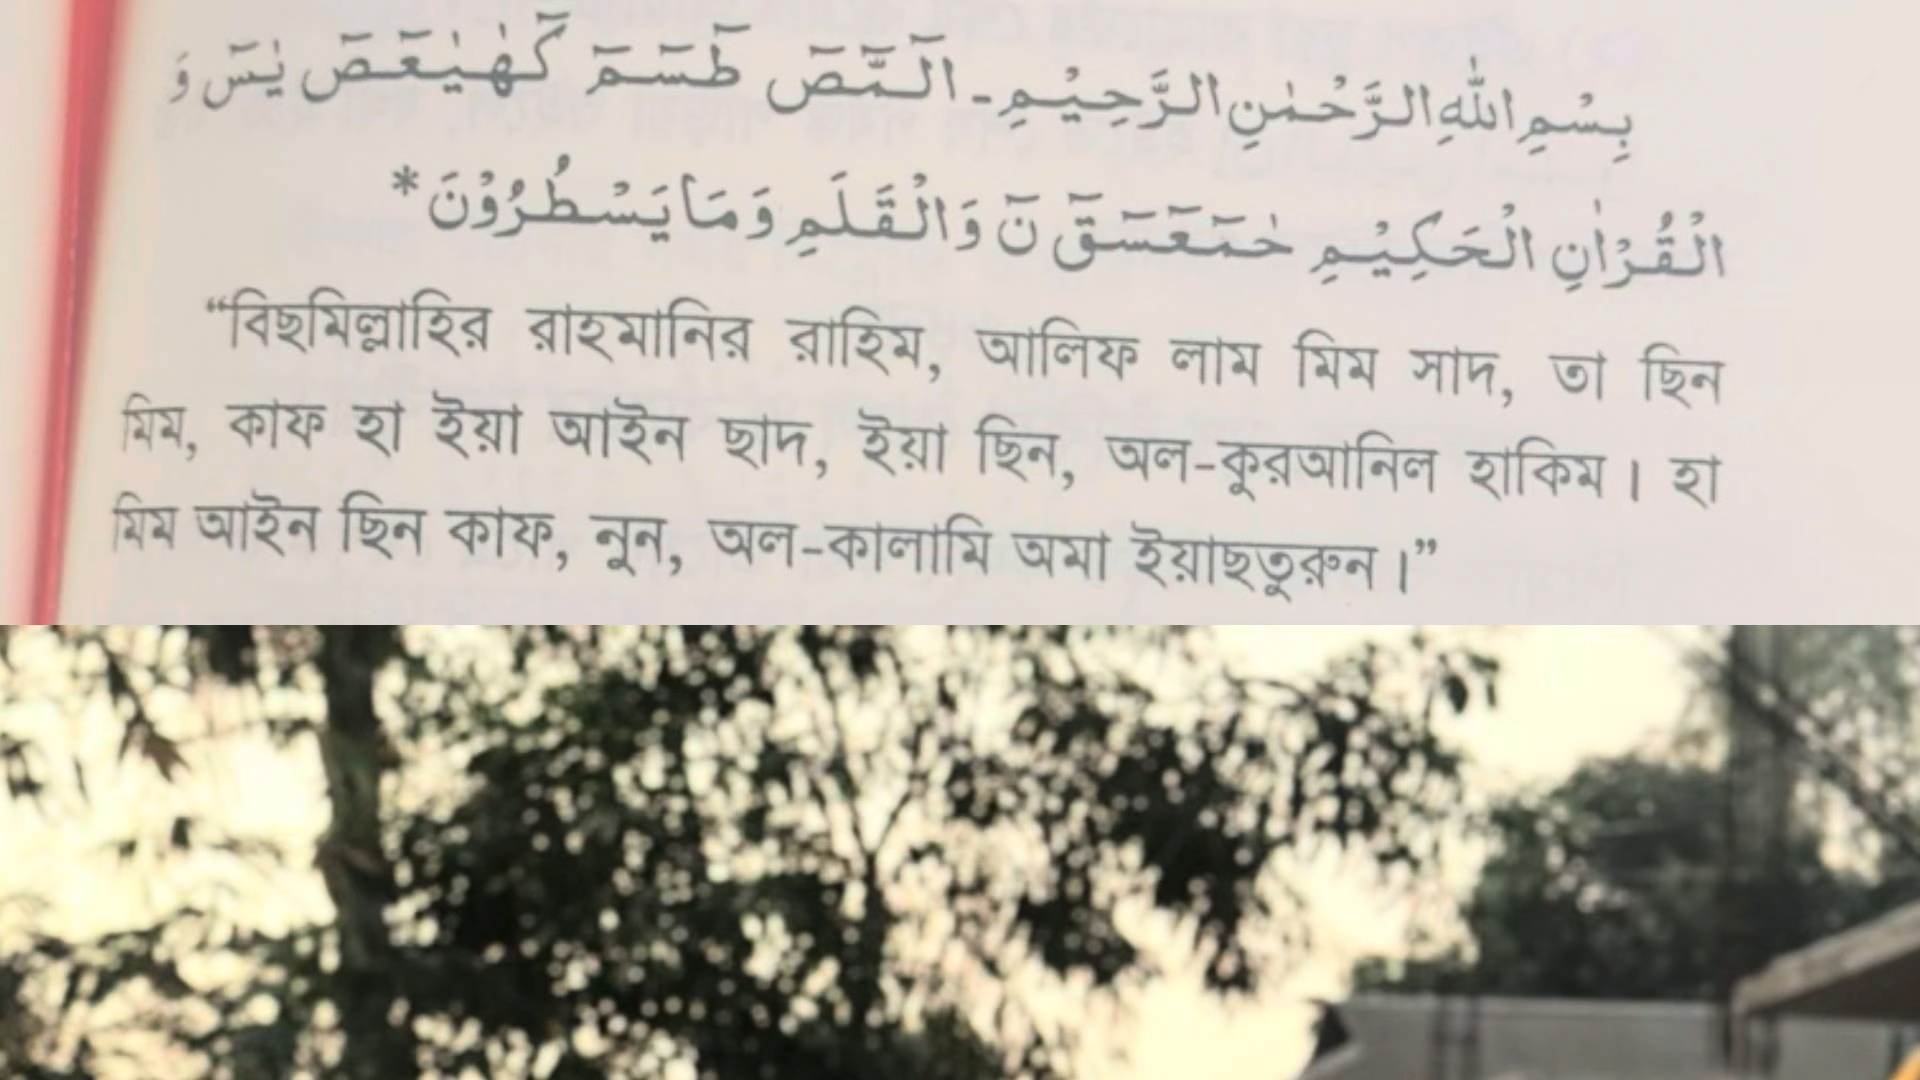 بِسْمِ اللّٰهِ الرَّحْمٰنِ الرَّحِيْمِ - الٓمّٓصٓ طٰسٓمٓ كٓهٰيٰعٓصٓ يٰسٓ وَ
الْقُرْاٰنِ الْحَكِيْمِ حٰمٓعٓسٓقٓ نٓ وَالْقَلَمِ وَمَا يَسْطُرُوْنَ *
“বিছমিল্লাহির রাহমানির রাহিম, আলিফ লাম মিম সাদ, তা ছিন
মিম, কাফ হা ইয়া আইন ছাদ, ইয়া ছিন, অল-কুরআনিল হাকিম। হা
মিম আইন ছিন কাফ, নূন, অল-কালামি অমা ইয়াছতুরুন।”